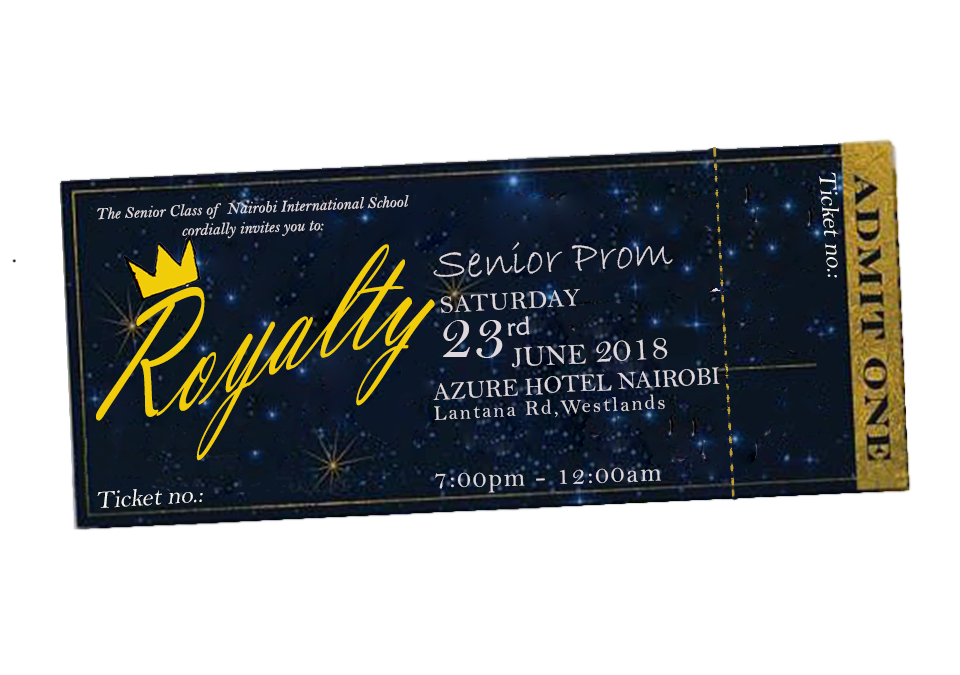 The Senior Class of Nairobi International School
cordially invites you to:
Royalty
Senior Prom
SATURDAY
23rd
JUNE 2018
AZURE HOTEL NAIROBI
Lantana Rd,Westlands
7:00pm - 12:00am
Ticket no.:
Ticket no.:
ADMIT ONE